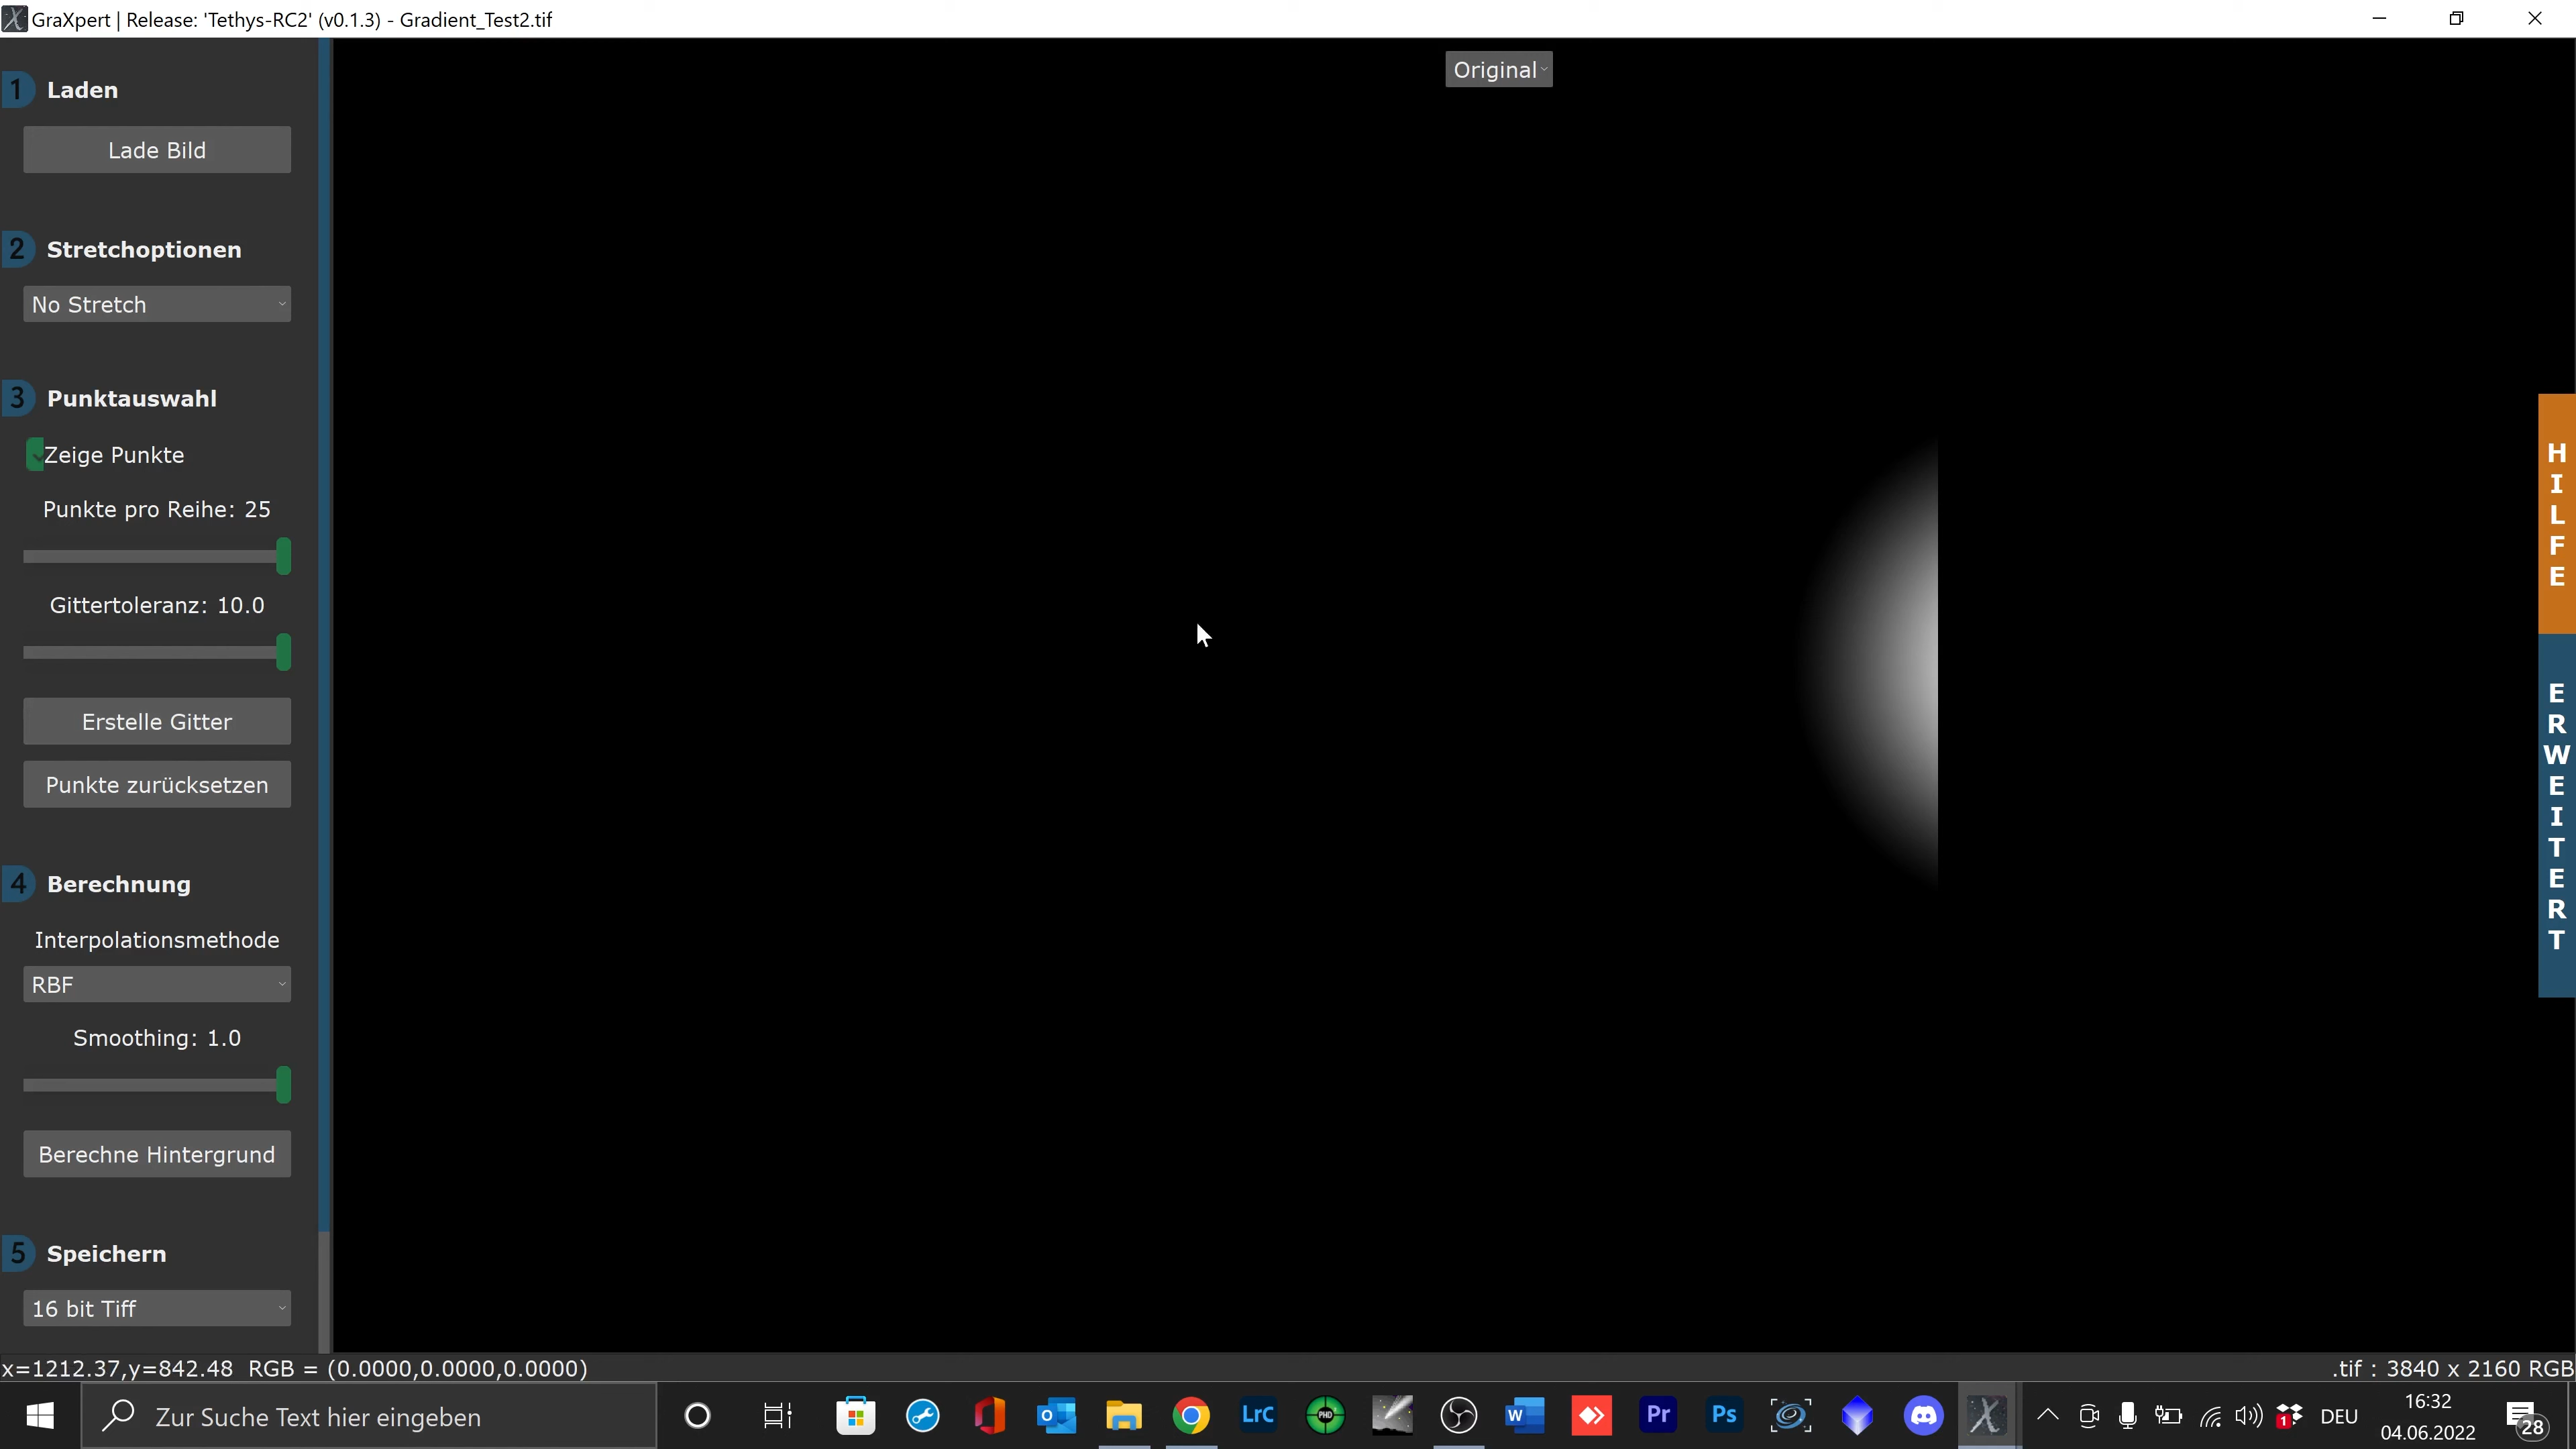 GraXpert | Release: 'Tethys-RC2' (v0.1.3) - Gradient_Test2.tif
Original
1 Laden
Lade Bild
2 Stretchoptionen
No Stretch
3 Punktauswahl
Zeige Punkte
Punkte pro Reihe: 25
Gittertoleranz: 10.0
Erstelle Gitter
Punkte zurücksetzen
4 Berechnung
Interpolationsmethode
RBF
Smoothing: 1.0
Berechne Hintergrund
5 Speichern
16 bit Tiff
HILFE
ERWEITERT
x=1212.37,y=842.48 RGB = (0.0000,0.0000,0.0000)
.tif : 3840 x 2160 RGB
Zur Suche Text hier eingeben
O
LrC
PHD
W
Pr
Ps
1
DEU
16:32
04.06.2022
28